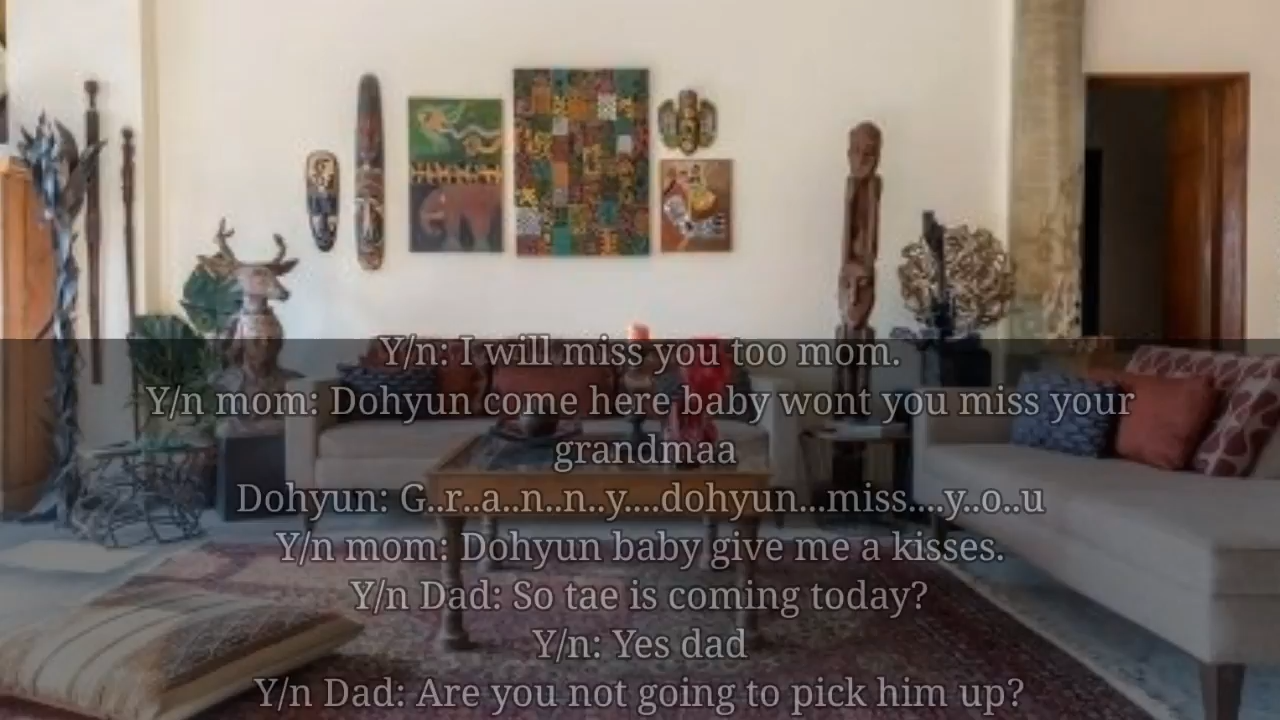 Y/n: I will miss you too mom.
Y/n mom: Dohyun come here baby wont you miss your
grandmaa
Dohyun: G..r..a..n..n..y....dohyun...miss....y..o..u
Y/n mom: Dohyun baby give me a kisses.
Y/n Dad: So tae is coming today?
Y/n: Yes dad
Y/n Dad: Are you not going to pick him up?